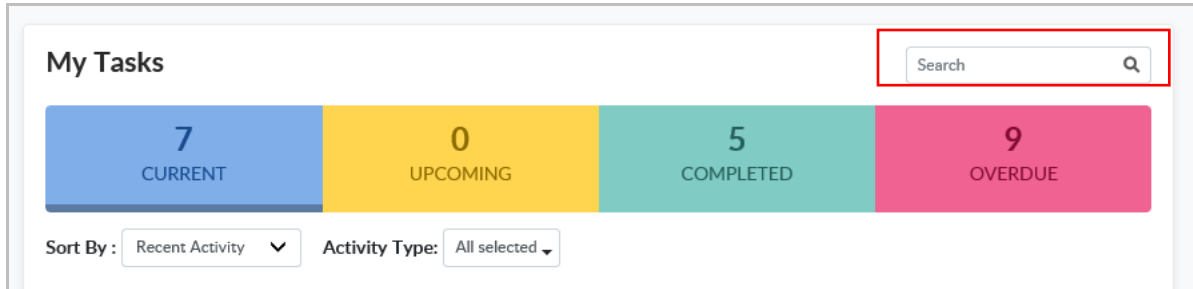 My Tasks
Search
7
CURRENT
0
UPCOMING
5
COMPLETED
9
OVERDUE
Sort By : Recent Activity Activity Type: All selected